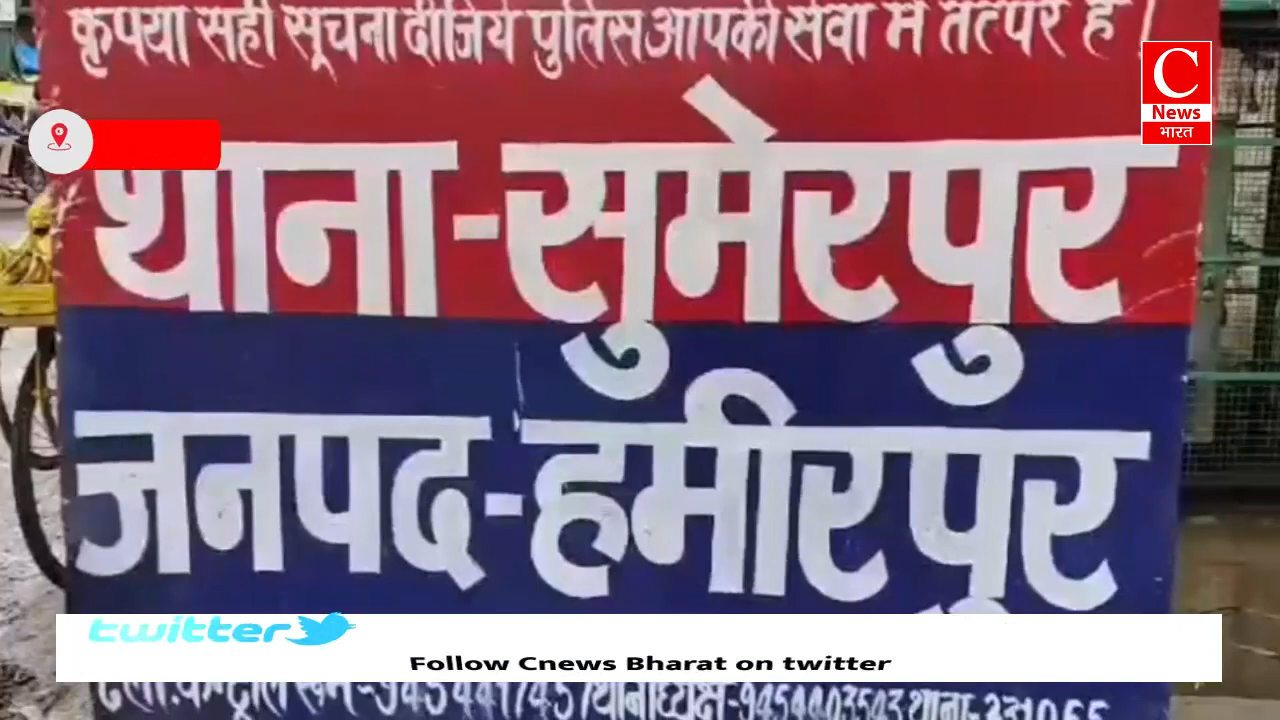 कृपया सही सूचना दीजिये पुलिस आपकी सेवा में तत्पर है।
C
News
भारत
थाना-सुमेरपुर
जनपद-हमीरपुर
twitter
Follow Cnews Bharat on twitter